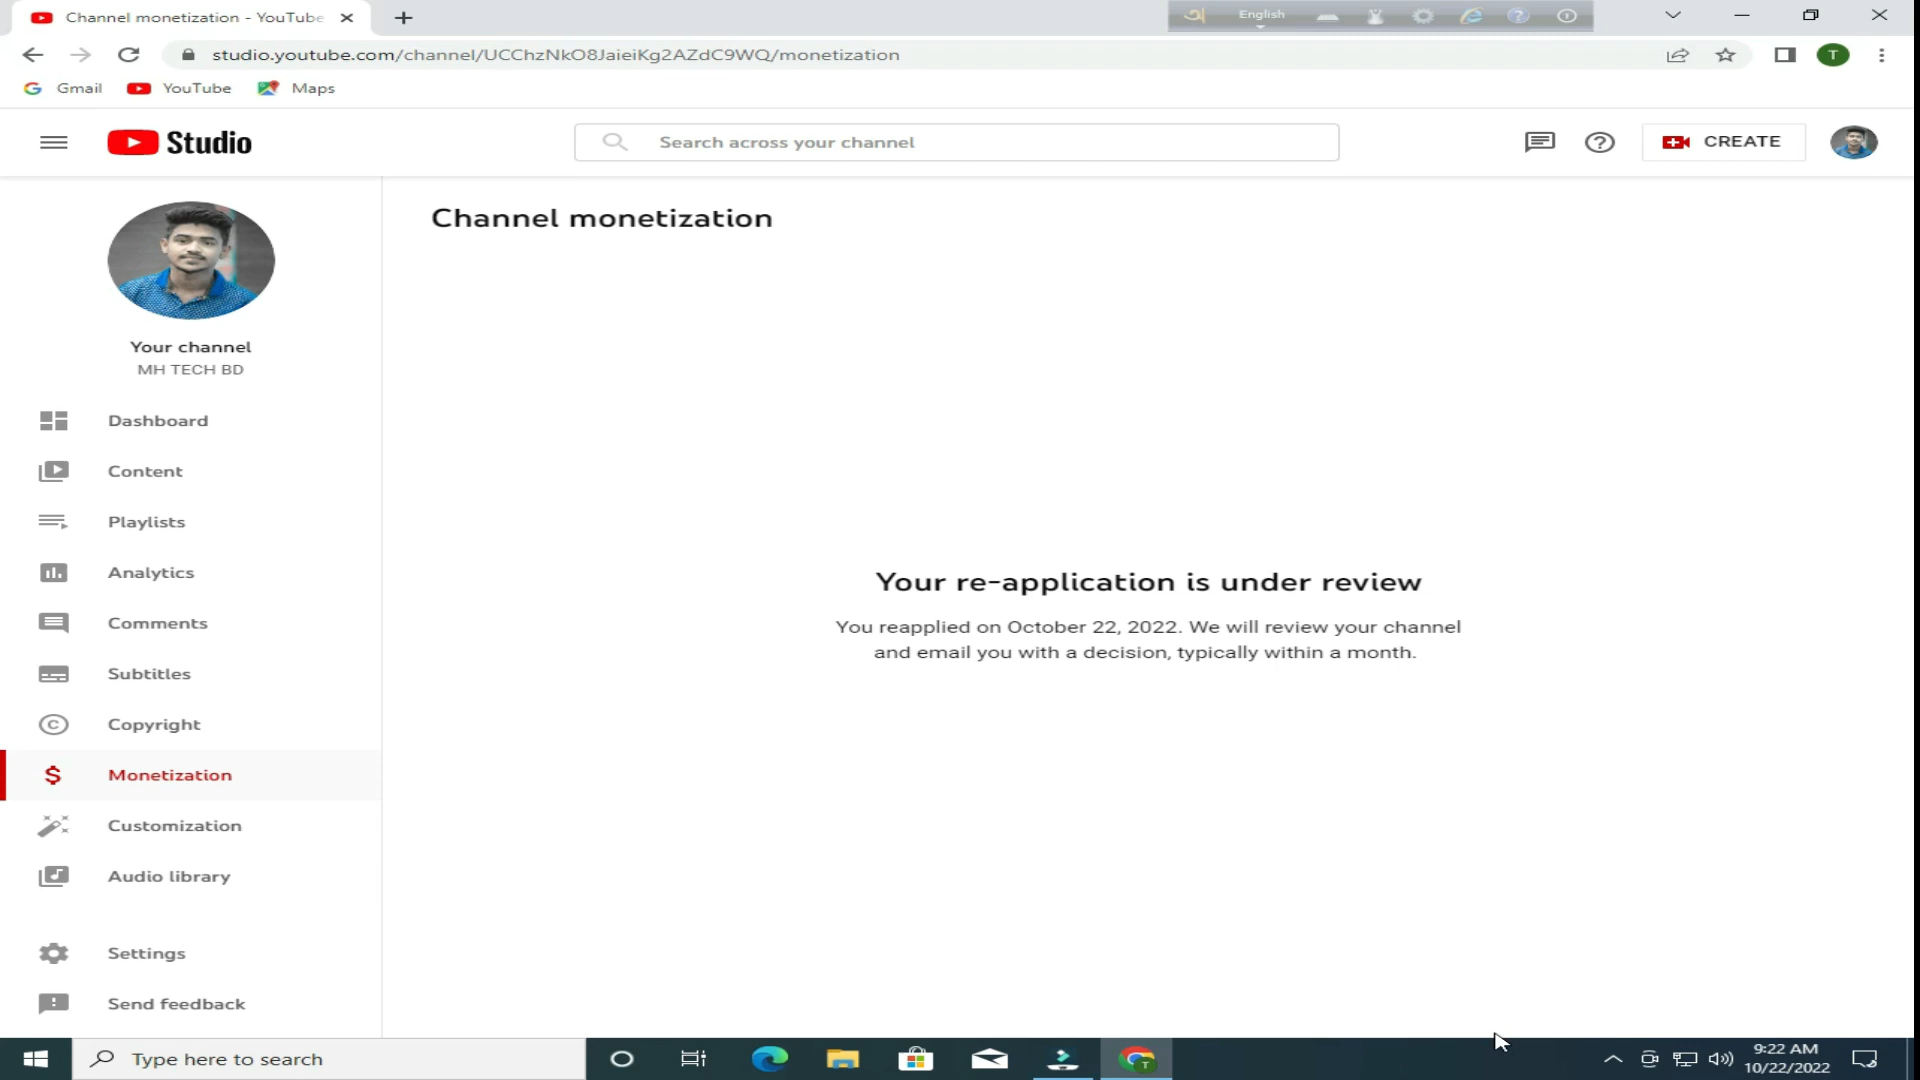 Channel monetization - YouTube
English
studio.youtube.com/channel/UCChzNkO8JaieiKg2AZdC9WQ/monetization
T
Gmail
YouTube
Maps
Studio
Search across your channel
CREATE
Your channel
MH TECH BD
Dashboard
Content
Playlists
Analytics
Comments
Subtitles
Copyright
Monetization
Customization
Audio library
Settings
Send feedback
Channel monetization
Your re-application is under review
You reapplied on October 22, 2022. We will review your channel
and email you with a decision, typically within a month.
Type here to search
9:22 AM
10/22/2022